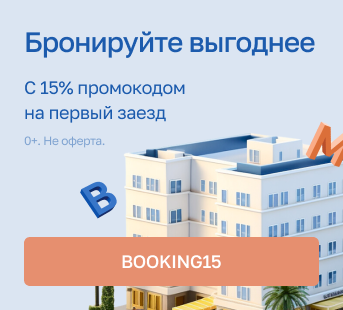 Бронируйте выгоднее
С 15% промокодом
на первый заезд
0+. Не оферта.
B
M
BOOKING15